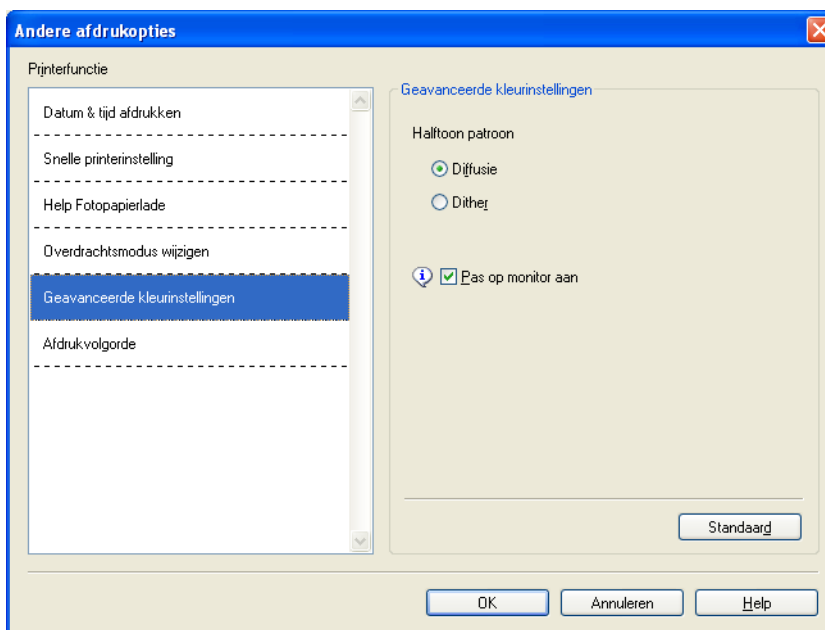 Andere afdrukopties
Printerfunctie
Datum & tijd afdrukken
Snelle printerinstelling
Help Fotopapierlade
Overdrachtsmodus wijzigen
Geavanceerde kleurinstellingen
Afdrukvolgorde
Geavanceerde kleurinstellingen
Halftoon patroon
Diffusie
Dither
Pas op monitor aan
Standaard
OK
Annuleren
Help